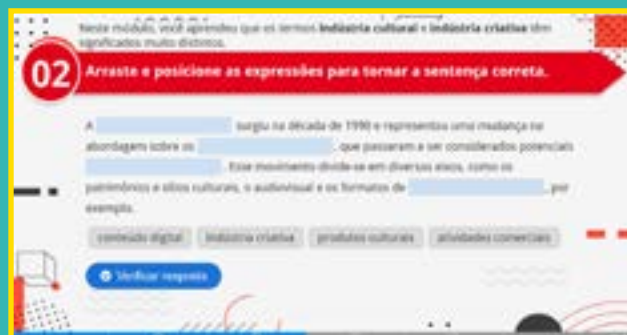 Neste módulo, você aprendeu que os termos indústria cultural e indústria criativa têm
significados muito distintos.
02
Arraste e posicione as expressões para tornar a sentença correta.
A surgiu na década de 1990 e representou uma mudança na
abordagem sobre os , que passaram a ser considerados potenciais
. Esse movimento divide-se em diversos eixos, como os
patrimônios e sítios culturais, o audiovisual e os formatos de , por
exemplo.
conteúdo digital indústria criativa produtos culturais atividades comerciais
Verificar resposta